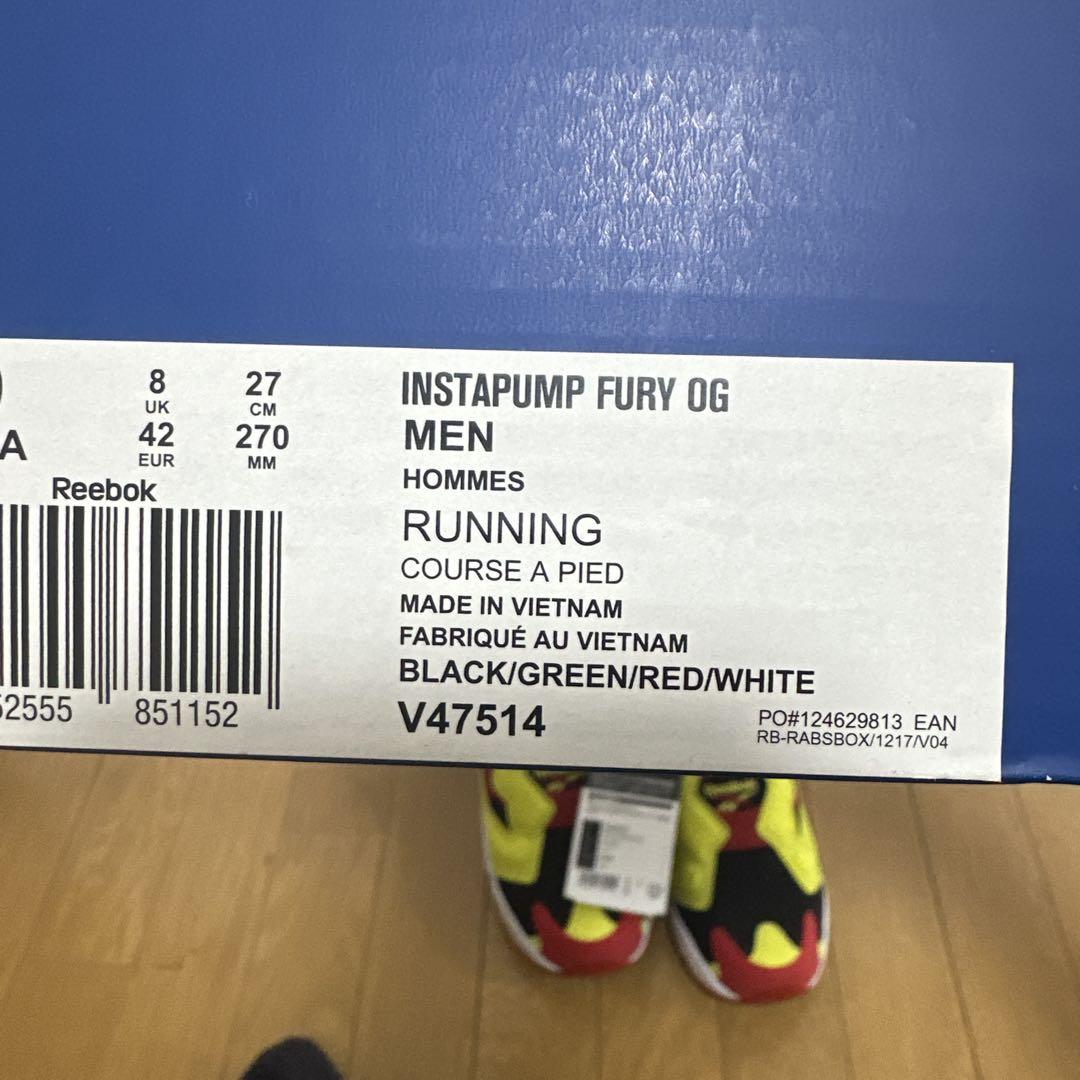 8 27
UK CM
A 42 270
EUR MM
Reebok
52555 851152
INSTAPUMP FURY OG
MEN
HOMMES
RUNNING
COURSE A PIED
MADE IN VIETNAM
FABRIQUÉ AU VIETNAM
BLACK/GREEN/RED/WHITE
V47514
PO#124629813 EAN
RB-RABSBOX/1217/V04